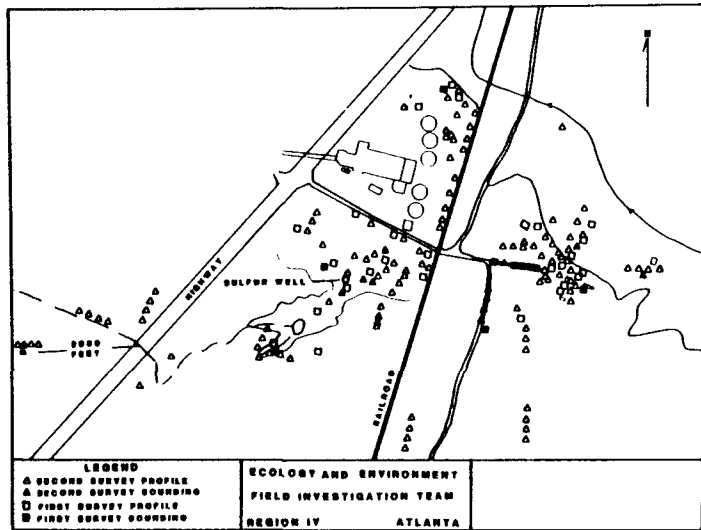 HIGHWAY
SULFUR WELL
FEET
RAILROAD
LEGEND
SECOND SURVEY PROFILE
SECOND SURVEY SOUNDING
FIRST SURVEY PROFILE
FIRST SURVEY SOUNDING
ECOLOGY AND ENVIRONMENT
FIELD INVESTIGATION TEAM
REGION IV ATLANTA